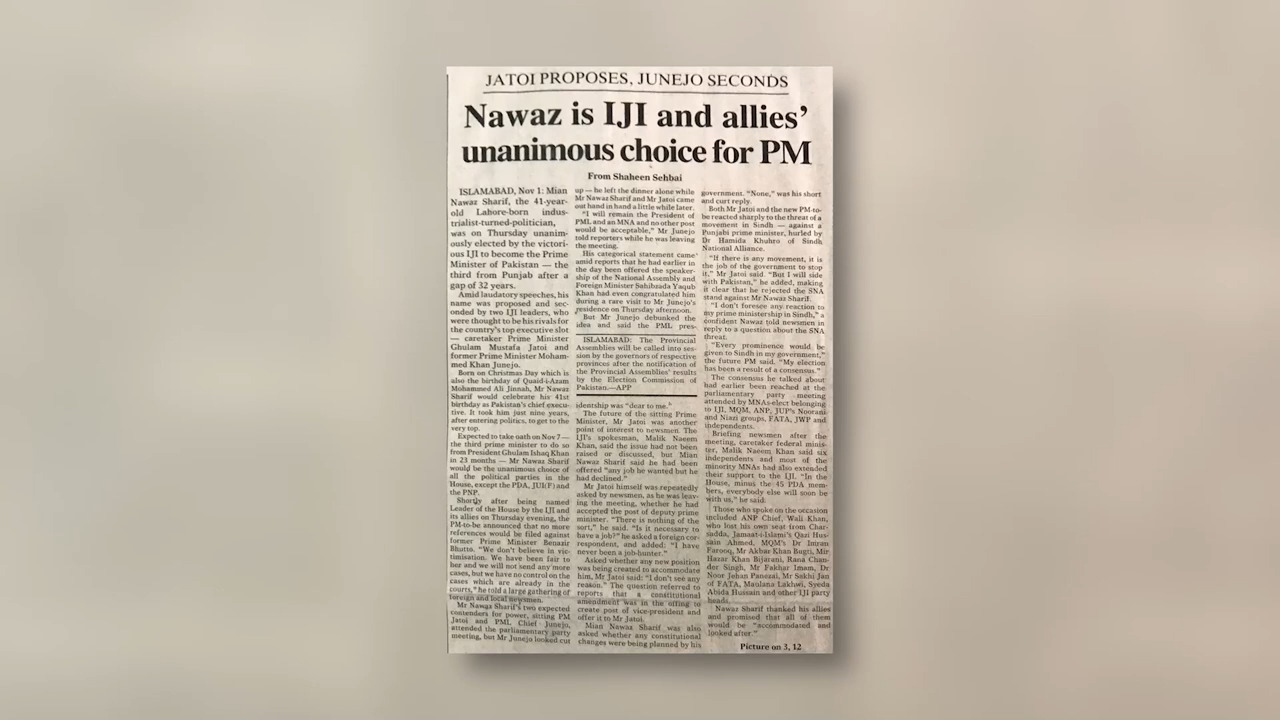 JATOI PROPOSES, JUNEJO SECONDS
Nawaz is IJI and allies'
unanimous choice for PM
From Shaheen Sehbai
ISLAMABAD, Nov 1: Mian
Nawaz Sharif, the 41-year-
old Lahore-born indus-
trialist-turned-politician,
was on Thursday unanim-
ously elected by the victori-
ous IJI to become the Prime
Minister of Pakistan — the
third from Punjab after a
gap of 32 years.
Amid laudatory speeches, his
name was proposed and sec-
onded by two IJI leaders, who
were thought to be his rivals for
the country's top executive slot
— caretaker Prime Minister
Ghulam Mustafa Jatoi and
former Prime Minister Moham-
med Khan Junejo.
Born on Christmas Day which is
also the birthday of Quaid-i-Azam
Mohammed Ali Jinnah, Mr Nawaz
Sharif would celebrate his 41st
birthday as Pakistan's chief execu-
tive. It took him just nine years,
after entering politics, to get to the
very top.
Expected to take oath on Nov 7 —
the third prime minister to do so
from President Ghulam Ishaq Khan
in 23 months — Mr Nawaz Sharif
would be the unanimous choice of
all the political parties in the
House, except the PDA, JUI(F) and
the PNP.
Shortly after being named
Leader of the House by the IJI and
its allies on Thursday evening, the
PM-to-be announced that no more
references would be filed against
former Prime Minister Benazir
Bhutto. "We don't believe in vic-
timisation. We have been fair to
her and we will not send any more
cases, but we have no control on the
cases which are already in the
courts," he told a large gathering of
foreign and local newsmen.
Mr Nawaz Sharif's two expected
contenders for power, sitting PM
Jatoi and PML Chief Junejo,
attended the parliamentary party
meeting, but Mr Junejo looked cut
up — he left the dinner alone while
Mr Nawaz Sharif and Mr Jatoi came
out hand in hand a little while later.
"I will remain the President of
PML and an MNA and no other post
would be acceptable," Mr Junejo
told reporters while he was leaving
the meeting.
His categorical statement came
amid reports that he had earlier in
the day been offered the speaker-
ship of the National Assembly and
Foreign Minister Sahibzada Yaqub
Khan had even congratulated him
during a rare visit to Mr Junejo's
residence on Thursday afternoon.
But Mr Junejo debunked the
idea and said the PML pres-
ISLAMABAD: The Provincial
Assemblies will be called into ses-
sion by the governors of respective
provinces after the notification of
the Provincial Assemblies' results
by the Election Commission of
Pakistan.—APP
identship was "dear to me."
The future of the sitting Prime
Minister, Mr Jatoi was another
point of interest to newsmen. The
IJI's spokesman, Malik Naeem
Khan, said the issue had not been
raised or discussed, but Mian
Nawaz Sharif said he had been
offered "any job he wanted but he
had declined."
Mr Jatoi himself was repeatedly
asked by newsmen, as he was leav-
ing the meeting, whether he had
accepted the post of deputy prime
minister. "There is nothing of the
sort," he said. "Is it necessary to
have a job?" he asked a foreign cor-
respondent, and added: "I have
never been a job-hunter."
Asked whether any new position
was being created to accommodate
him, Mr Jatoi said: "I don't see any
reason." The question referred to
reports that a constitutional
amendment was in the offing to
create post of vice-president and
offer it to Mr Jatoi.
Mian Nawaz Sharif was also
asked whether any constitutional
changes were being planned by his
government. "None," was his short
and curt reply.
Both Mr Jatoi and the new PM-to-
be reacted sharply to the threat of a
movement in Sindh — against a
Punjabi prime minister, hurled by
Dr Hamida Khuhro of Sindh
National Alliance.
"If there is any movement, it is
the job of the government to stop
it," Mr Jatoi said. "But I will side
with Pakistan," he added, making
it clear that he rejected the SNA
stand against Mr Nawaz Sharif.
"I don't foresee any reaction to
my prime ministership in Sindh," a
confident Nawaz told newsmen in
reply to a question about the SNA
threat.
"Every prominence would be
given to Sindh in my government,"
the future PM said. "My election
has been a result of a consensus."
The consensus he talked about
had earlier been reached at the
parliamentary party meeting
attended by MNAs elect belonging
to IJI, MQM, ANP, JUP's Noorani
and Niazi groups, FATA, JWP and
independents.
Briefing newsmen after the
meeting, caretaker federal minis-
ter, Malik Naeem Khan said six
independents and most of the
minority MNAs had also extended
their support to the IJI. "In the
House, minus the 45 PDA mem-
bers, everybody else will soon be
with us," he said.
Those who spoke on the occasion
included ANP Chief, Wali Khan,
who lost his own seat from Char-
sadda, Jamaat-i-Islami's Qazi Hus-
sain Ahmed, MQM's Dr Imran
Farooq, Mr Akbar Khan Bugti, Mir
Hazar Khan Bijarani, Rana Chan-
der Singh, Mr Fakhar Imam, Dr
Noor Jehan Panezai, Mr Sakhi Jan
of FATA, Maulana Lakhwi, Syeda
Abida Hussain and other IJI party
heads.
Nawaz Sharif thanked his allies
and promised that all of them
would be "accommodated and
looked after."
Picture on 3, 12